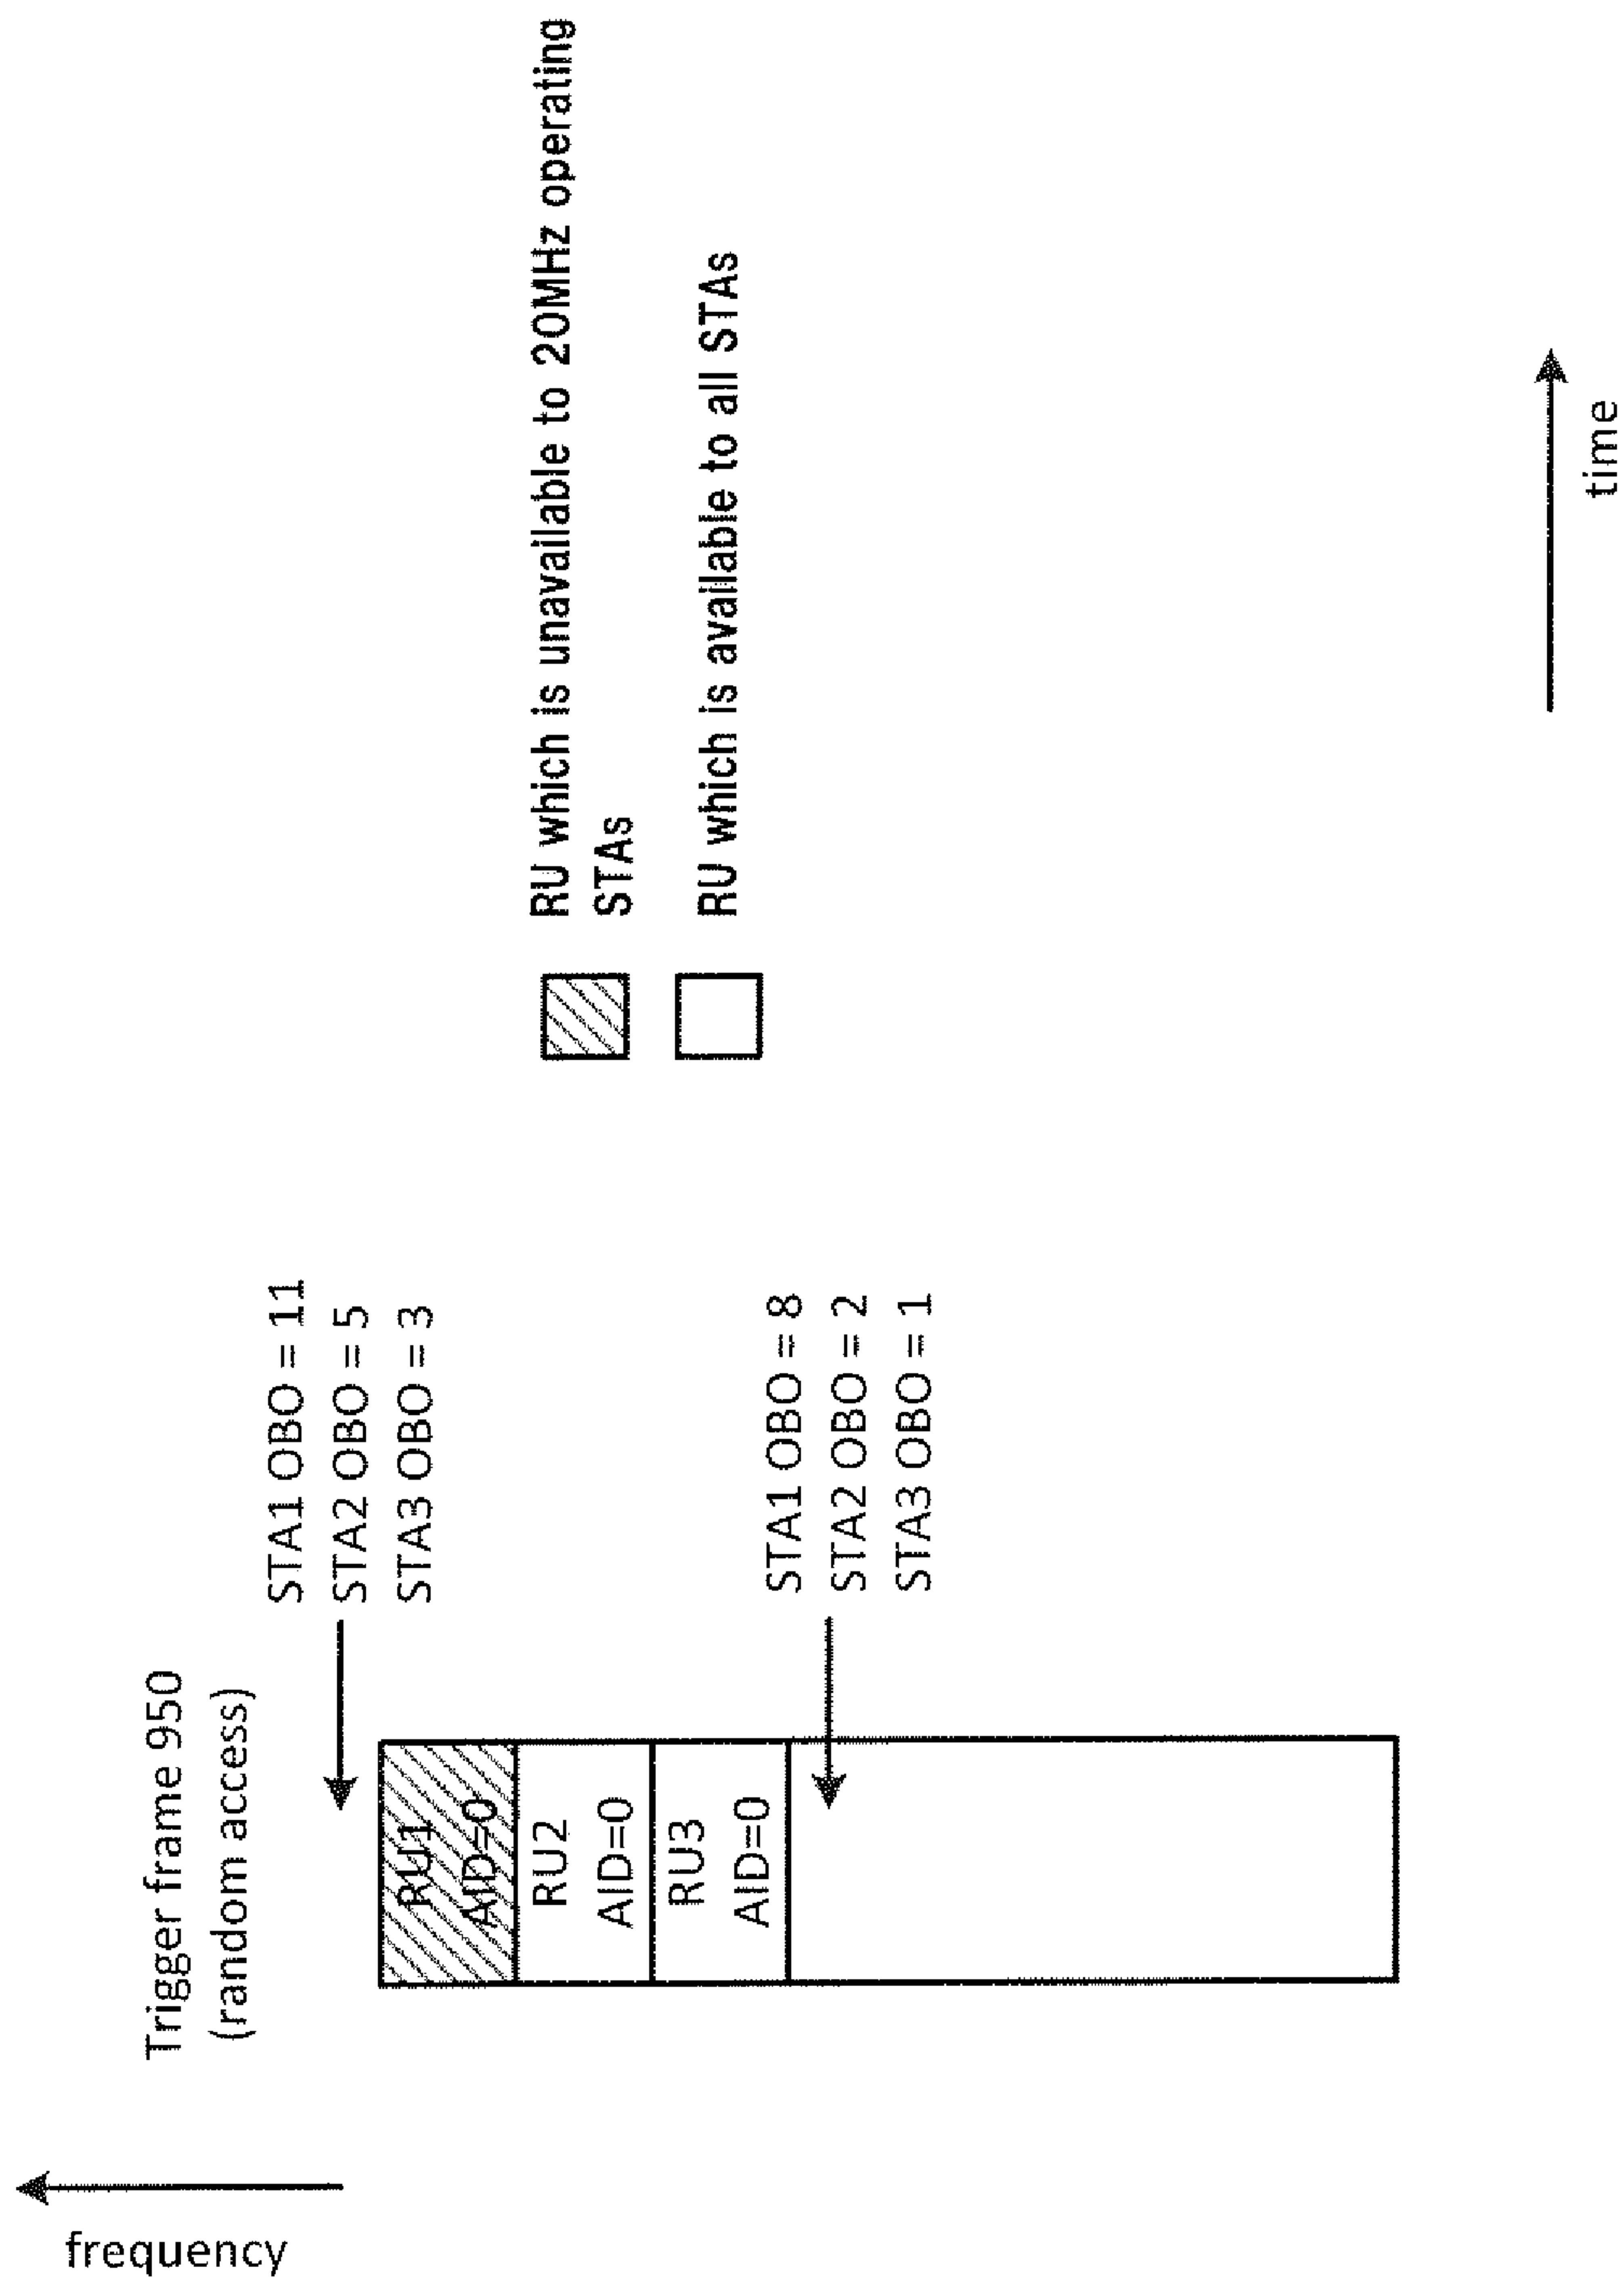 frequency
Trigger frame 950
(random access)
RU1
AID=0
RU2
AID=0
RU3
AID=0
STA1 OBO = 11
STA2 OBO = 5
STA3 OBO = 3
STA1 OBO = 8
STA2 OBO = 2
STA3 OBO = 1
RU which is unavailable to 20MHz operating
STAs
RU which is available to all STAs
time